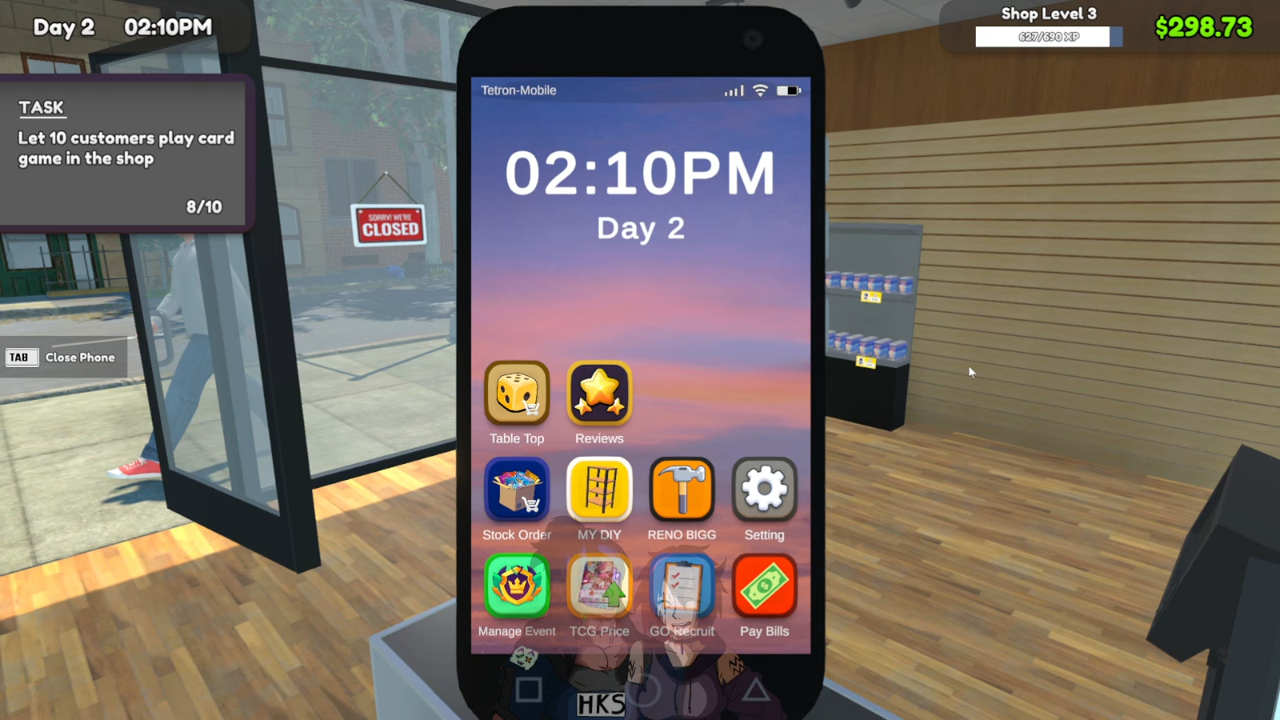 Day 2 02:10PM
Shop Level 3
627/690 XP
$298.73
TASK
Let 10 customers play card
game in the shop
8/10
SORRY! WE'RE
CLOSED
TAB Close Phone
Tetron-Mobile
02:10PM
Day 2
Table Top Reviews
Stock Order MY DIY RENO BIGG Setting
Manage Event TCG Price GO Recruit Pay Bills
HKS